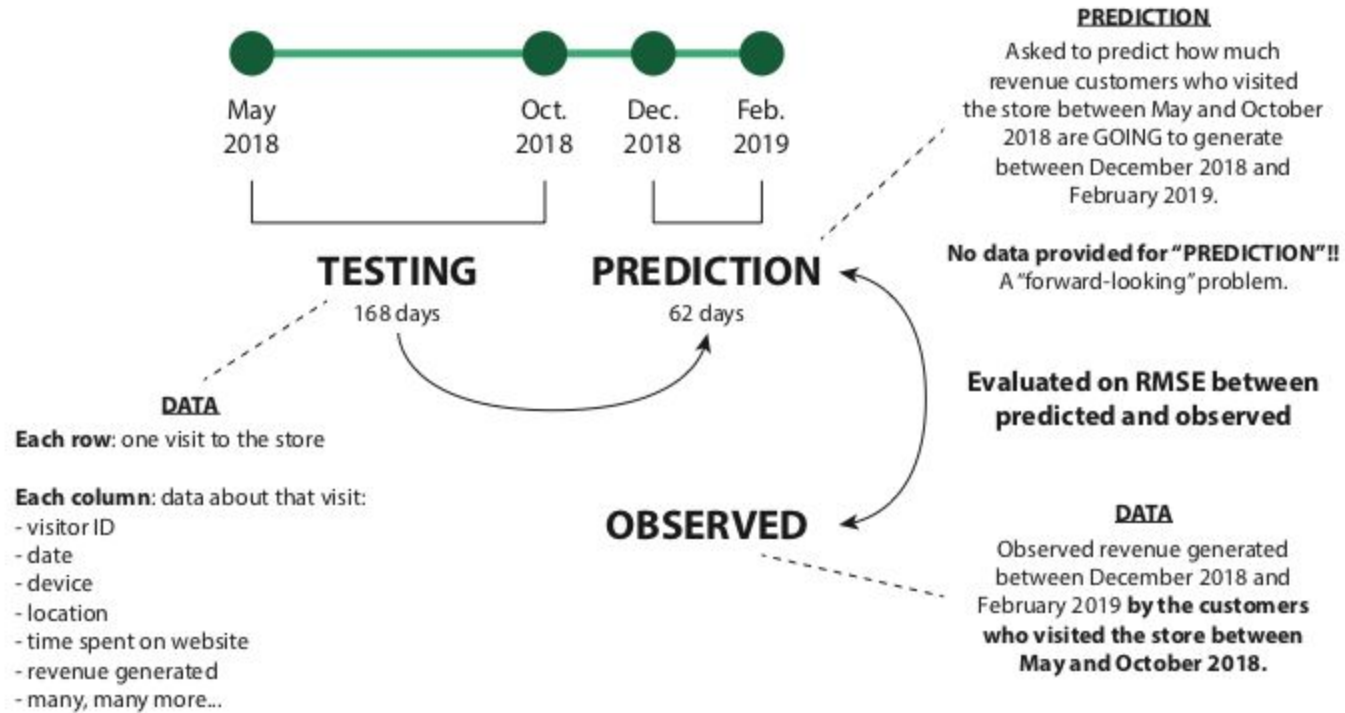 May
2018
Oct.
2018
Dec.
2018
Feb.
2019
TESTING
168 days
PREDICTION
62 days
PREDICTION
Asked to predict how much
revenue customers who visited
the store between May and October
2018 are GOING to generate
between December 2018 and
February 2019.
No data provided for “PREDICTION”!!
A “forward-looking” problem.
Evaluated on RMSE between
predicted and observed
DATA
Each row: one visit to the store
Each column: data about that visit:
- visitor ID
- date
- device
- location
- time spent on website
- revenue generated
- many, many more...
OBSERVED
DATA
Observed revenue generated
between December 2018 and
February 2019 by the customers
who visited the store between
May and October 2018.